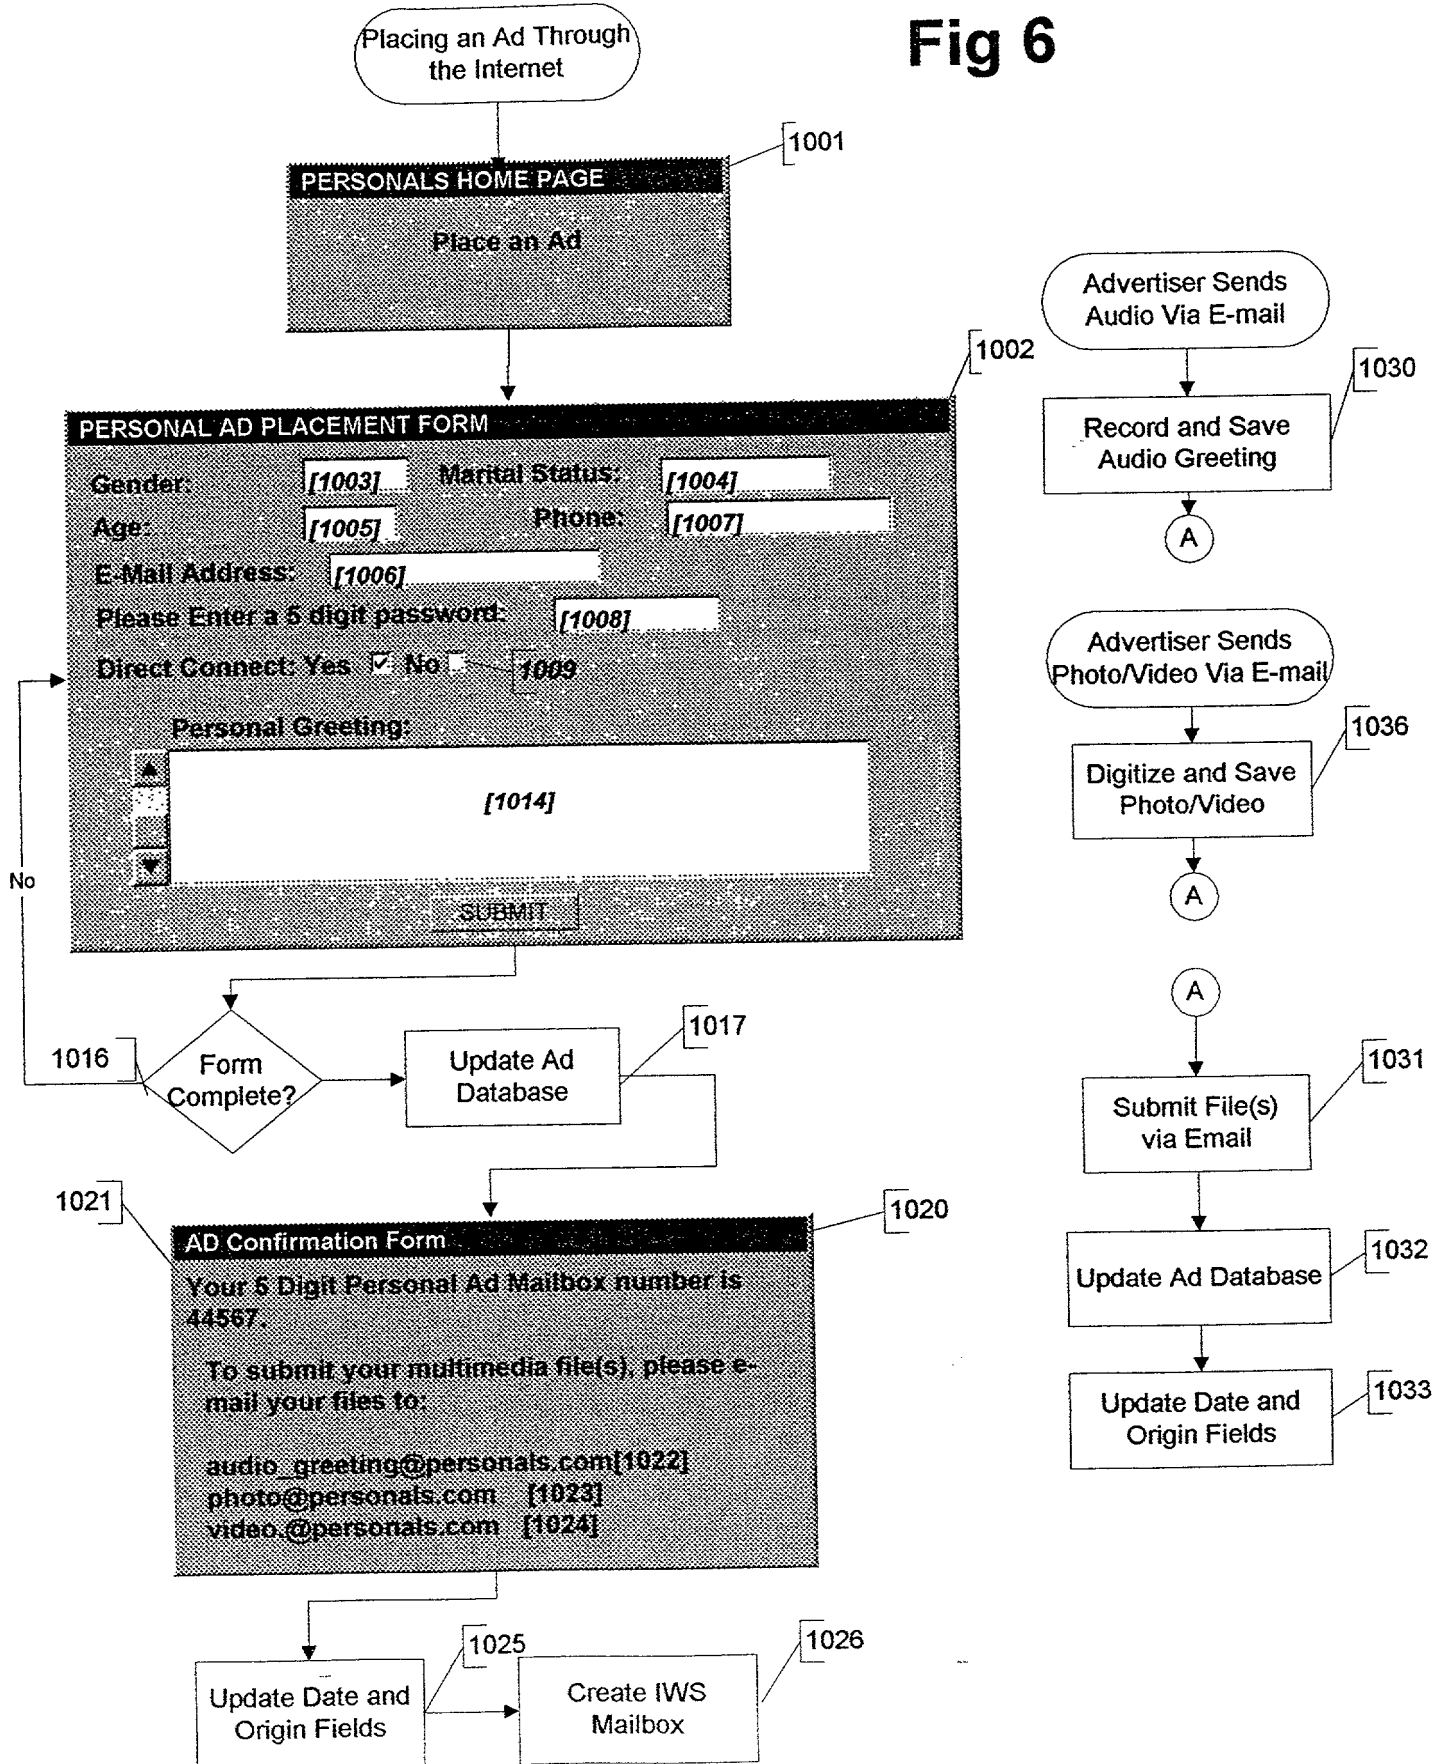 Fig 6
Placing an Ad Through
the Internet
1001
PERSONALS HOME PAGE
Place an Ad
1002
PERSONAL AD PLACEMENT FORM
Gender: [1003] Marital Status: [1004]
Age: [1005] Phone: [1007]
E-Mail Address: [1006]
Please Enter a 5 digit password: [1008]
Direct Connect: Yes No 1009
Personal Greeting:
[1014]
SUBMIT
No
1016
Form
Complete?
1017
Update Ad
Database
1021
1020
AD Confirmation Form
Your 5 Digit Personal Ad Mailbox number is
44567.
To submit your multimedia file(s), please e-
mail your files to:
audio_greeting@personals.com[1022]
photo@personals.com [1023]
video.@personals.com [1024]
1025
Update Date and
Origin Fields
1026
Create IWS
Mailbox
Advertiser Sends
Audio Via E-mail
1030
Record and Save
Audio Greeting
A
Advertiser Sends
Photo/Video Via E-mail
1036
Digitize and Save
Photo/Video
A
A
1031
Submit File(s)
via Email
1032
Update Ad Database
1033
Update Date and
Origin Fields